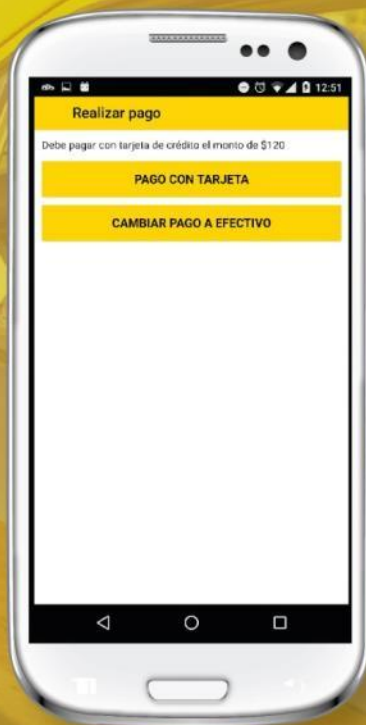 12:51
Realizar pago
Debe pagar con tarjeta de crédito el monto de $120
PAGO CON TARJETA
CAMBIAR PAGO A EFECTIVO